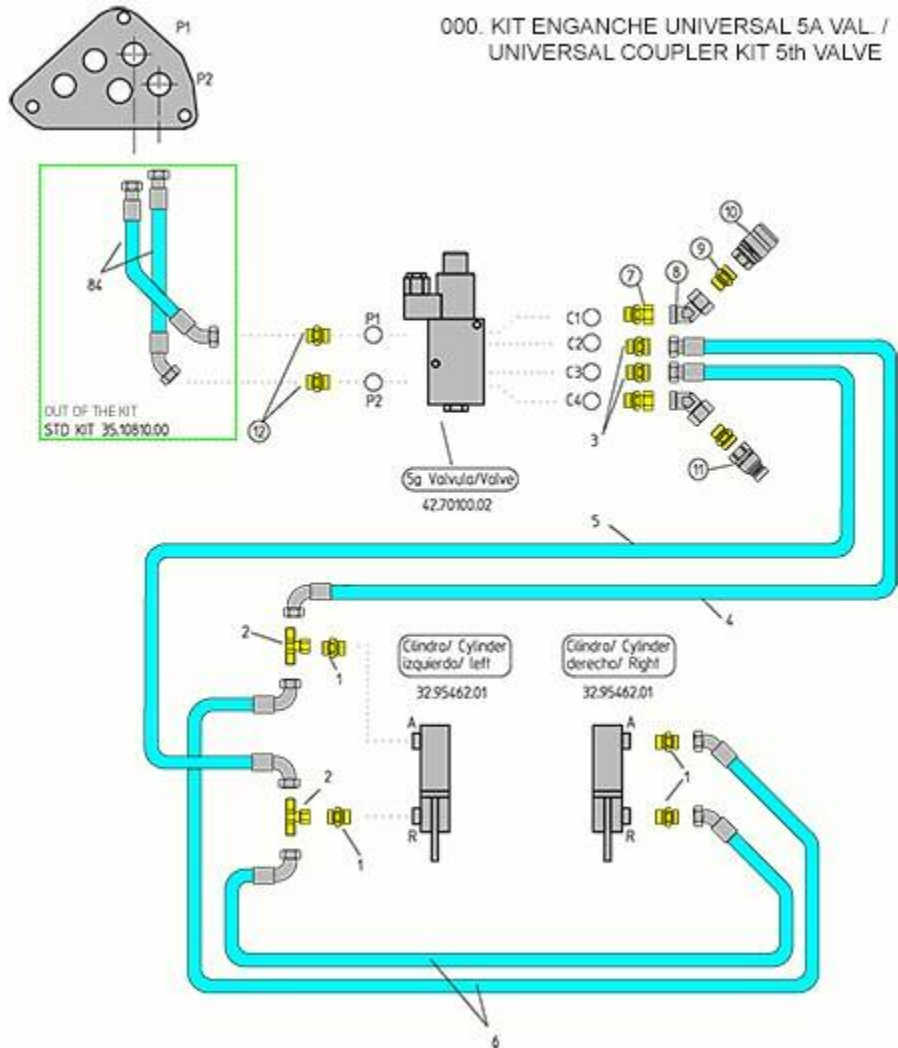 000. KIT ENGANCHE UNIVERSAL 5A VAL. /
UNIVERSAL COUPLER KIT 5th VALVE
P1
P2
84
OUT OF THE KIT
STD KIT 35.10810.00
12
P1
P2
5g Valvula/Valve
42.70100.02
C1
C2
C3
C4
7
8
9
10
3
11
5
4
2
1
Cilindro/ Cylinder
izquierdo/ left
32.95462.01
Cilindro/ Cylinder
derecho/ Right
32.95462.01
A
A
2
1
1
R
R
6